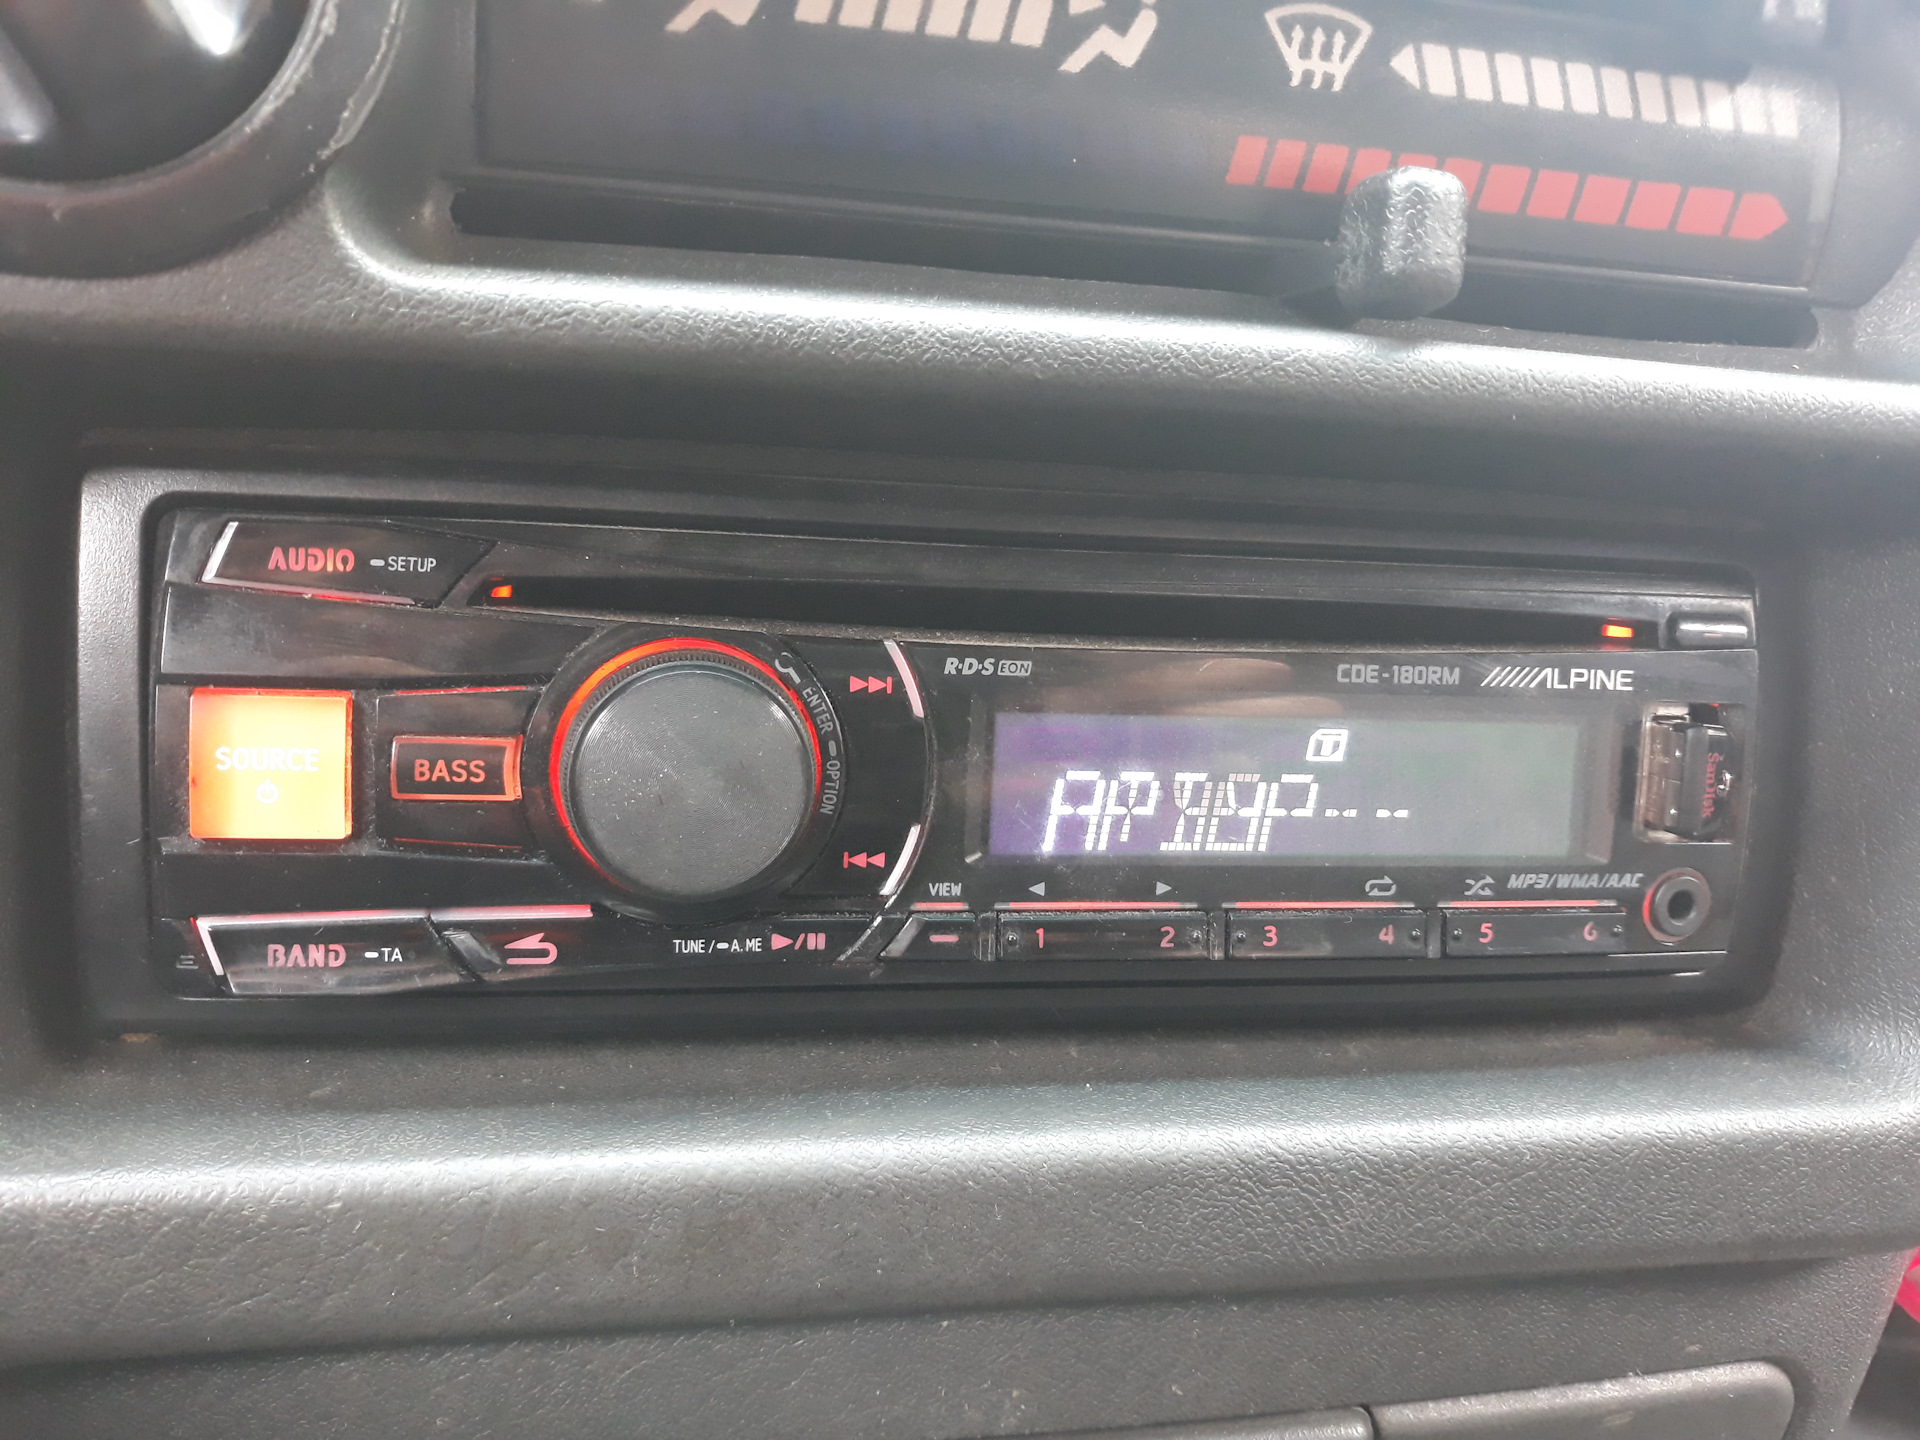 AUDIO SETUP
R·D·S EON
CDE-180RM ALPINE
SOURCE
BASS
ENTER OPTION
SanDisk
VIEW
MP3/WMA/AAC
BAND TA
TUNE/ A.ME
1 2 3 4 5 6